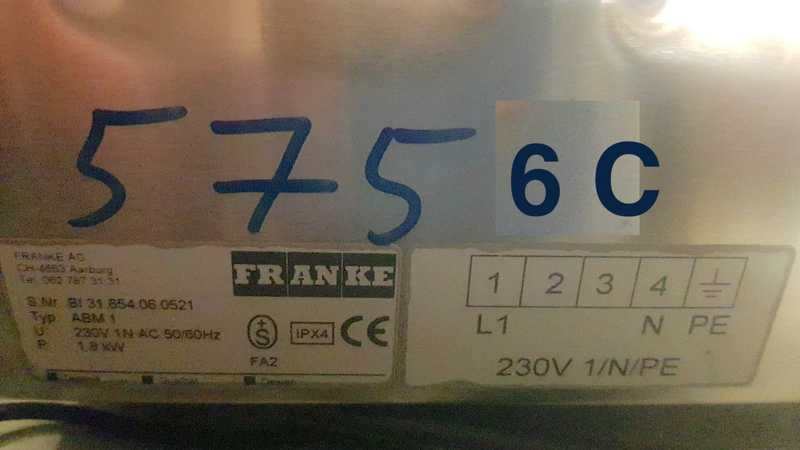 575 6 C
FRANKE AG
CH-4663 Aarburg
Tel. 062 787 31 31
FRANKE
S.Nr. BI 31.854.06.0521
Typ ABM 1
U 230V 1N AC 50/60Hz
P 1,8 kW
S
FA2
IPX4
CE
1 2 3 4
L1 N PE
230V 1/N/PE